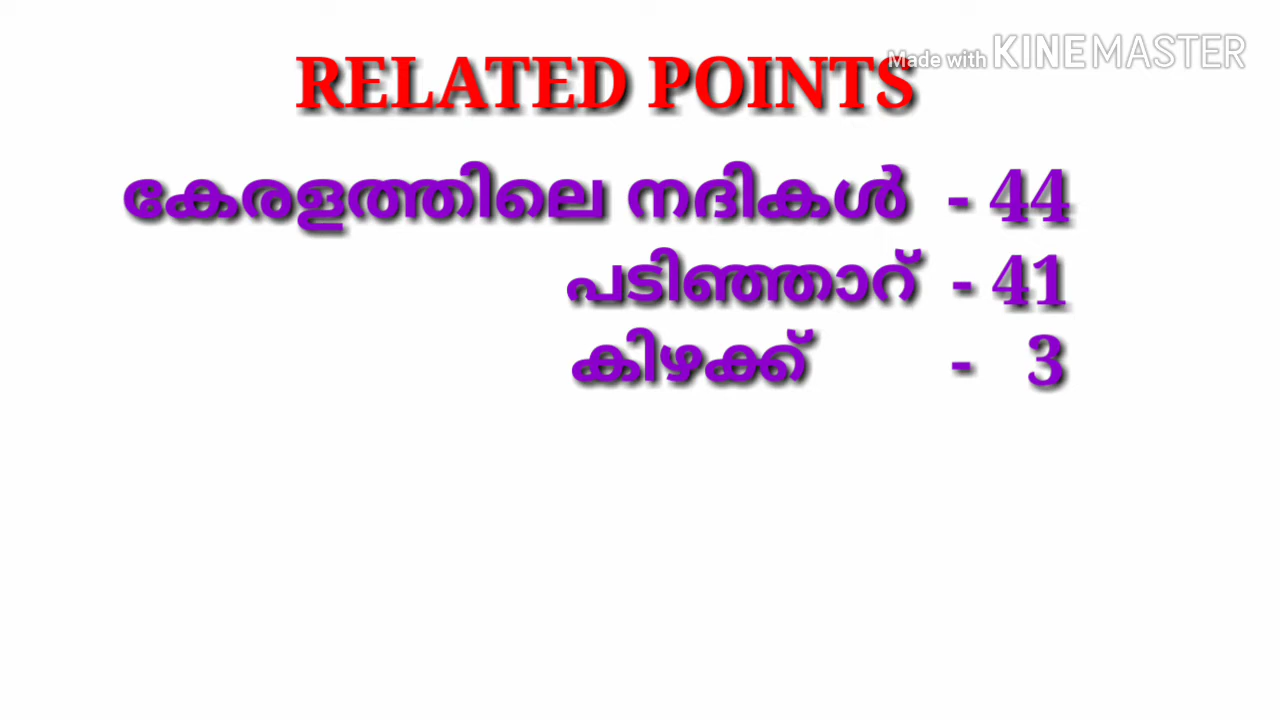 Made with KINEMASTER
RELATED POINTS
കേരളത്തിലെ നദികൾ - 44
പടിഞ്ഞാറ് - 41
കിഴക്ക് - 3